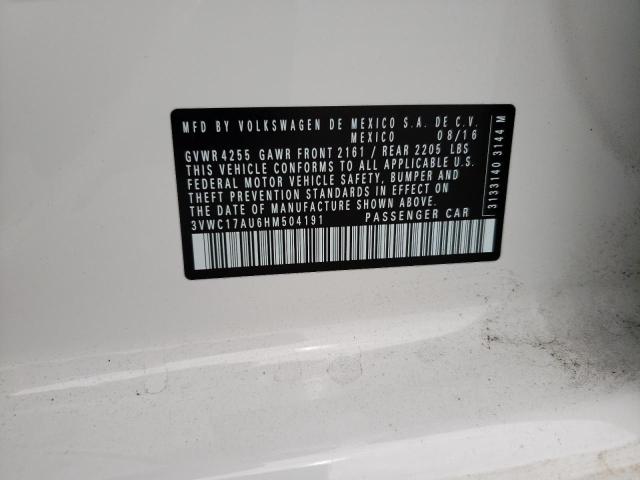 MFD BY VOLKSWAGEN DE MEXICO S.A. DE C.V.
MEXICO 08/16
GVWR 4255 GAWR FRONT 2161 / REAR 2205 LBS
THIS VEHICLE CONFORMS TO ALL APPLICABLE U.S.
FEDERAL MOTOR VEHICLE SAFETY, BUMPER AND
THEFT PREVENTION STANDARDS IN EFFECT ON
THE DATE OF MANUFACTURE SHOWN ABOVE.
3VWC17AU6HM504191 PASSENGER CAR
3133140 3144 M